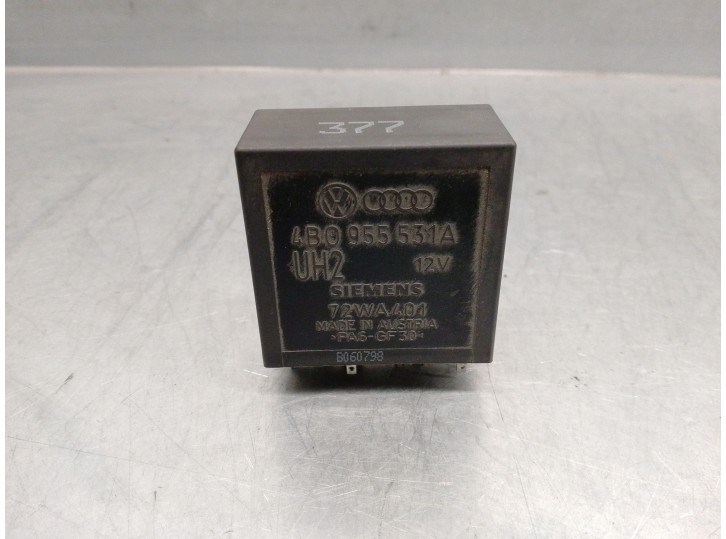 377
4B0 955 531A
UH2 12V
SIEMENS
72WA401
MADE IN AUSTRIA
>PA6-GF30<
B060798